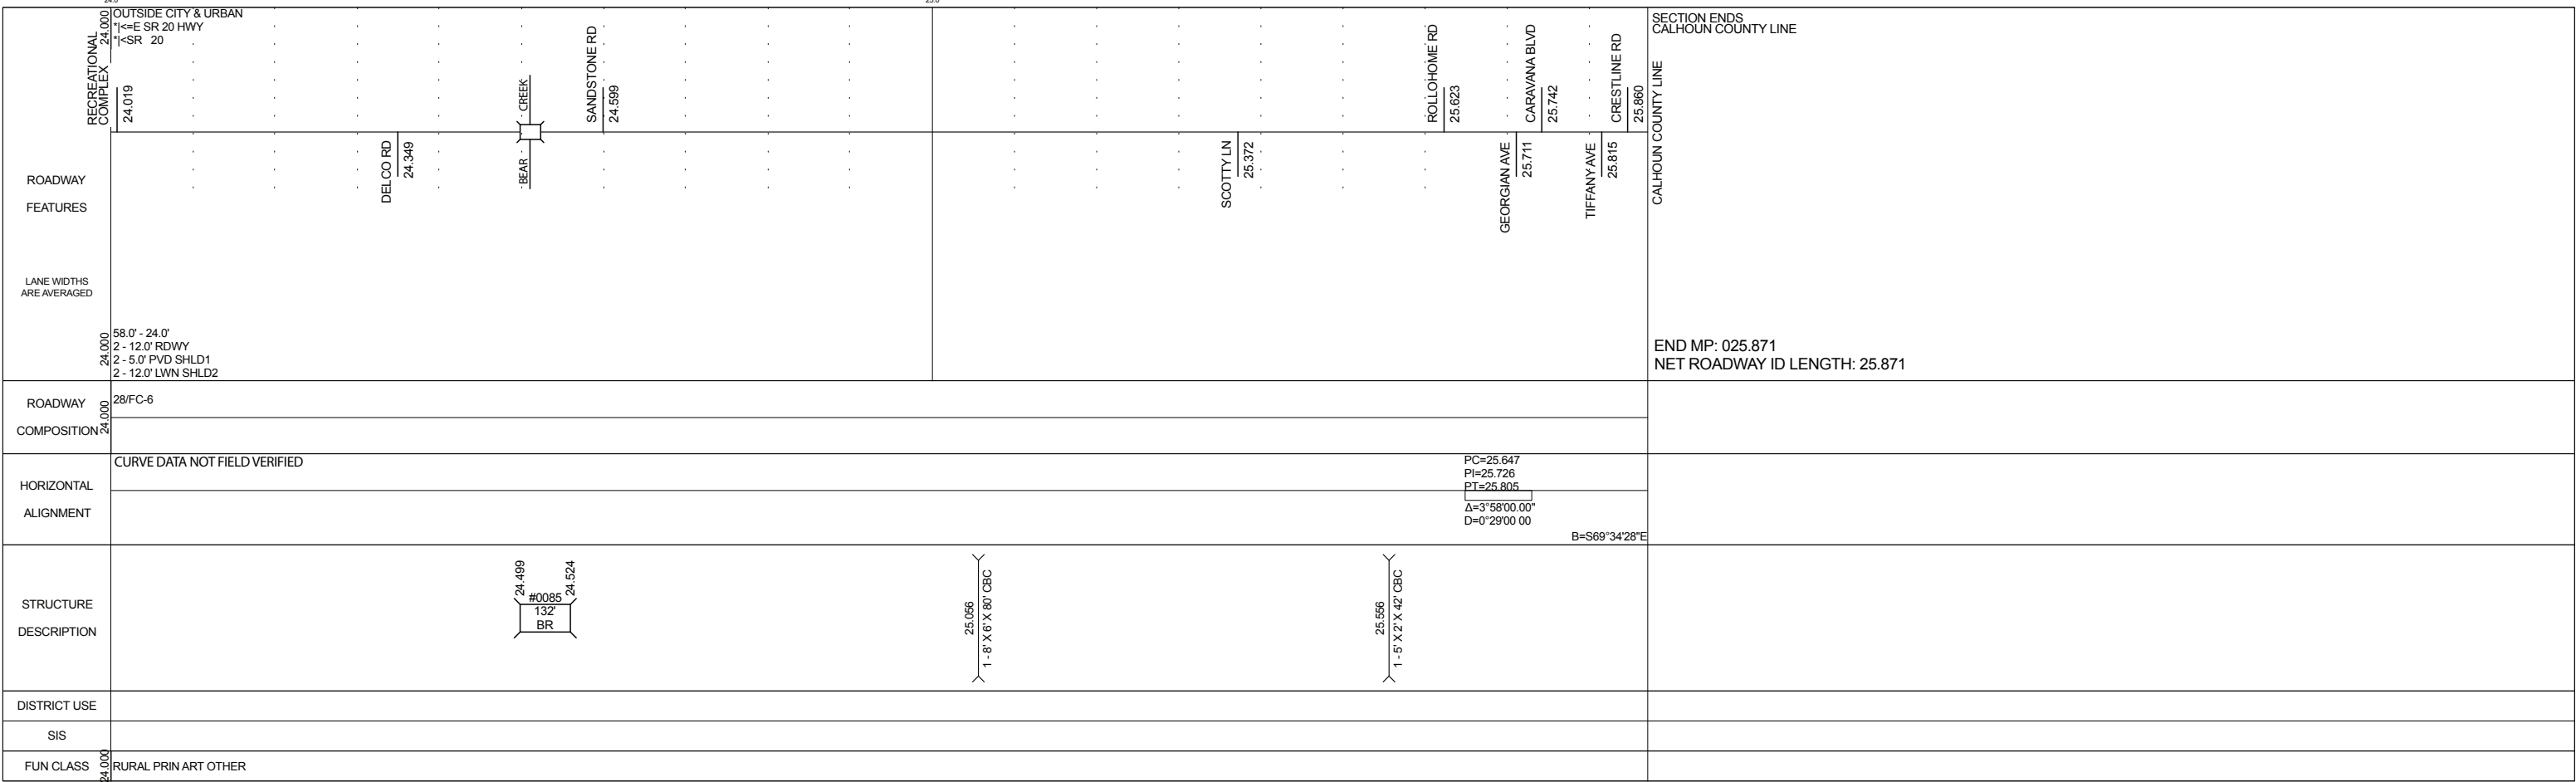 24.0
25.0
24.000
OUTSIDE CITY & URBAN
*|<=E SR 20 HWY
*|<SR 20
RECREATIONAL
COMPLEX
24.019
DELCO RD
24.349
CREEK
BEAR
SANDSTONE RD
24.599
SCOTTY LN
25.372
ROLLOHOME RD
25.623
GEORGIAN AVE
25.711
CARAVANA BLVD
25.742
TIFFANY AVE
25.815
CRESTLINE RD
25.860
CALHOUN COUNTY LINE
SECTION ENDS
CALHOUN COUNTY LINE
ROADWAY
FEATURES
LANE WIDTHS
ARE AVERAGED
24.000
58.0' - 24.0'
2 - 12.0' RDWY
2 - 5.0' PVD SHLD1
2 - 12.0' LWN SHLD2
END MP: 025.871
NET ROADWAY ID LENGTH: 25.871
ROADWAY
COMPOSITION
24.000
28/FC-6
HORIZONTAL
ALIGNMENT
CURVE DATA NOT FIELD VERIFIED
PC=25.647
PI=25.726
PT=25.805
Δ=3°58'00.00"
D=0°29'00 00
B=S69°34'28"E
STRUCTURE
DESCRIPTION
24.499
24.524
#0085
132'
BR
25.056
1 - 8' X 6' X 80' CBC
25.556
1 - 5' X 2' X 42' CBC
DISTRICT USE
SIS
FUN CLASS
24.000
RURAL PRIN ART OTHER